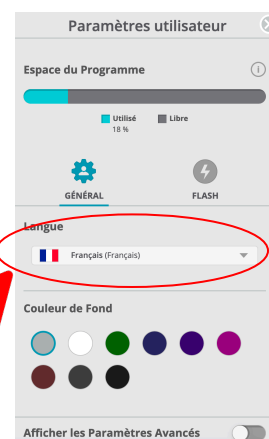 Paramètres utilisateur
Espace du Programme
Utilisé Libre
18 %
GÉNÉRAL FLASH
Langue
Français (Français)
Couleur de Fond
Afficher les Paramètres Avancés